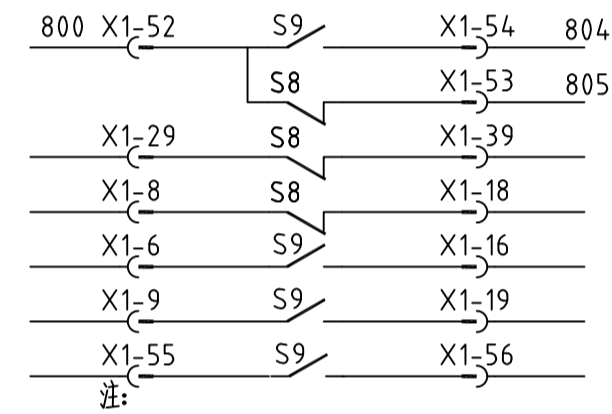 800 X1-52 S9 X1-54 804
S8 X1-53 805
X1-29 S8 X1-39
X1-8 S8 X1-18
X1-6 S9 X1-16
X1-9 S9 X1-19
X1-55 S9 X1-56
注: